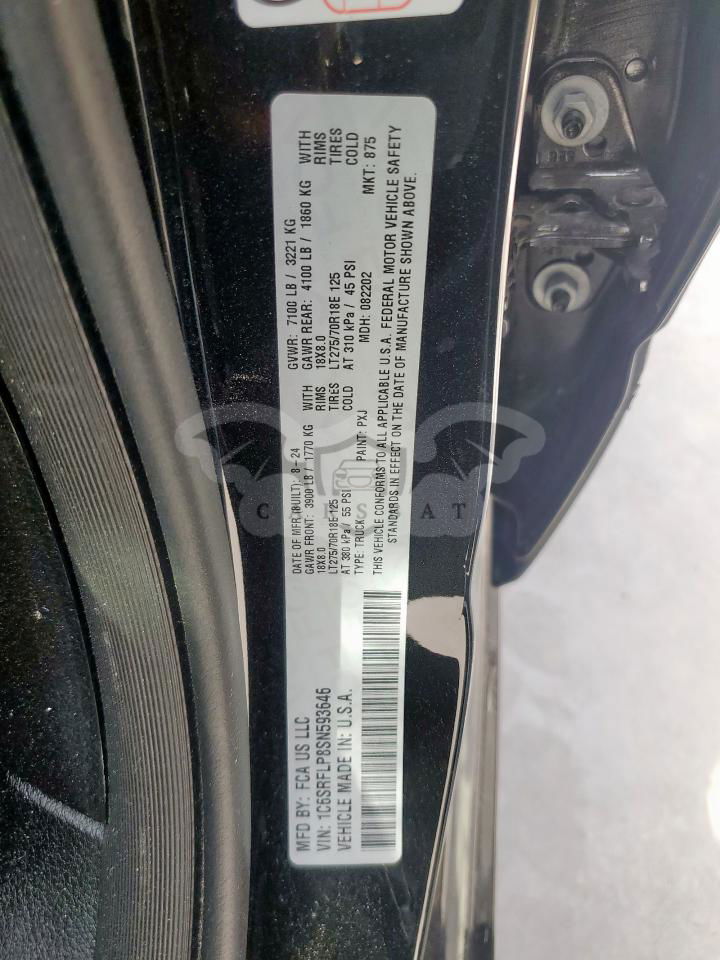 MFD BY: FCA US LLC
VIN: 1C6SRFLP8SN593646
VEHICLE MADE IN: U.S.A.
DATE OF MFR (BUILT): 8-24 GVWR: 7100 LB / 3221 KG
GAWR FRONT: 3900 LB / 1770 KG WITH GAWR REAR: 4100 LB / 1860 KG WITH
18X8.0 RIMS 18X8.0 RIMS
LT275/70R18E 125 TIRES LT275/70R18E 125 TIRES
AT 380 kPa / 55 PSI COLD AT 310 kPa / 45 PSI COLD
TYPE: TRUCK PAINT: PXJ MDH: 082202 MKT: 875
THIS VEHICLE CONFORMS TO ALL APPLICABLE U.S.A. FEDERAL MOTOR VEHICLE SAFETY
STANDARDS IN EFFECT ON THE DATE OF MANUFACTURE SHOWN ABOVE.